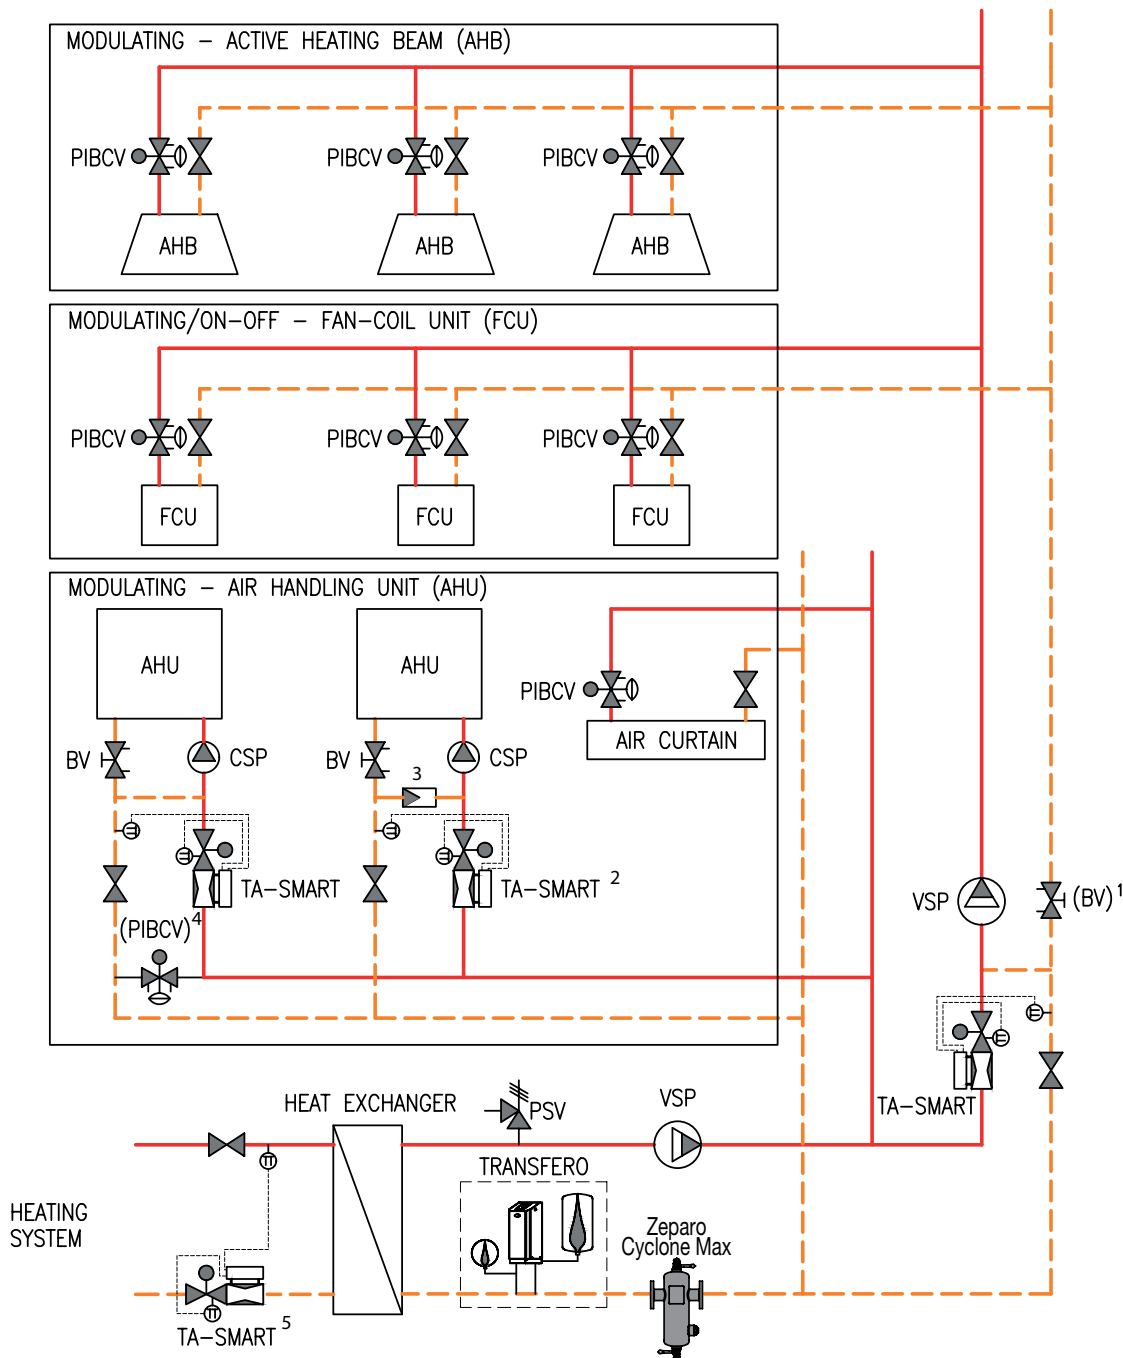 MODULATING – ACTIVE HEATING BEAM (AHB)
PIBCV PIBCV PIBCV
AHB AHB AHB
MODULATING/ON-OFF – FAN-COIL UNIT (FCU)
PIBCV PIBCV PIBCV
FCU FCU FCU
MODULATING – AIR HANDLING UNIT (AHU)
AHU AHU
PIBCV
AIR CURTAIN
BV CSP BV CSP
3
TA-SMART TA-SMART 2
VSP (BV) 1
(PIBCV) 4
TA-SMART
HEAT EXCHANGER PSV VSP
TRANSFERO
HEATING
SYSTEM
Zeparo
Cyclone Max
TA-SMART 5